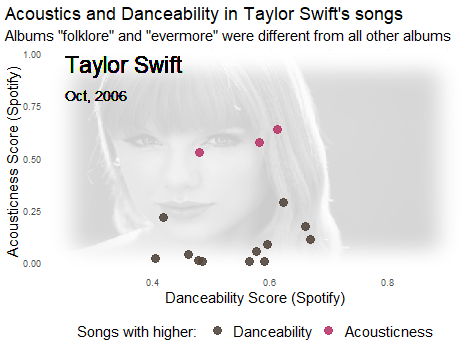 Acoustics and Danceability in Taylor Swift's songs
Albums "folklore" and "evermore" were different from all other albums
Taylor Swift
Oct, 2006
Acousticness Score (Spotify)
1.00
0.75
0.50
0.25
0.00
0.4
0.6
0.8
Danceability Score (Spotify)
Songs with higher: Danceability Acousticness